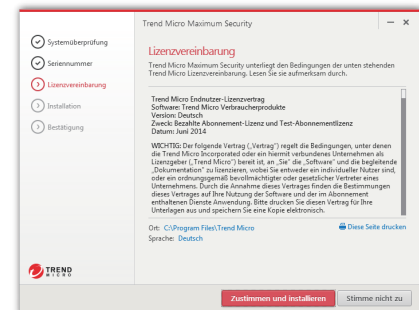 Trend Micro Maximum Security
Systemüberprüfung
Seriennummer
Lizenzvereinbarung
Installation
Bestätigung
Lizenzvereinbarung
Trend Micro Maximum Security unterliegt den Bedingungen der unten stehenden
Trend Micro Lizenzvereinbarung. Lesen Sie sie aufmerksam durch.
Trend Micro Endnutzer-Lizenzvertrag
Software: Trend Micro Verbraucherprodukte
Version: Deutsch
Zweck: Bezahlte Abonnement-Lizenz und Test-Abonnementlizenz
Datum: Juni 2014
WICHTIG: Der folgende Vertrag („Vertrag") regelt die Bedingungen, unter denen
die Trend Micro Incorporated oder ein hiermit verbundenes Unternehmen als
Lizenzgeber („Trend Micro") bereit ist, an „Sie" die „Software" und die begleitende
„Dokumentation" zu lizenzieren, wobei Sie entweder ein individueller Nutzer sind,
oder ein ordnungsgemäß bevollmächtigter oder gesetzlicher Vertreter eines
Unternehmens. Durch die Annahme dieses Vertrages finden die Bestimmungen
dieses Vertrages auf Ihre Nutzung der Software und der im Abonnement
enthaltenen Dienste Anwendung. Bitte drucken Sie diesen Vertrag für Ihre
Unterlagen aus und speichern Sie eine Kopie elektronisch.
Ort: C:\Program Files\Trend Micro
Diese Seite drucken
Sprache: Deutsch
TREND
MICRO
Zustimmen und installieren
Stimme nicht zu